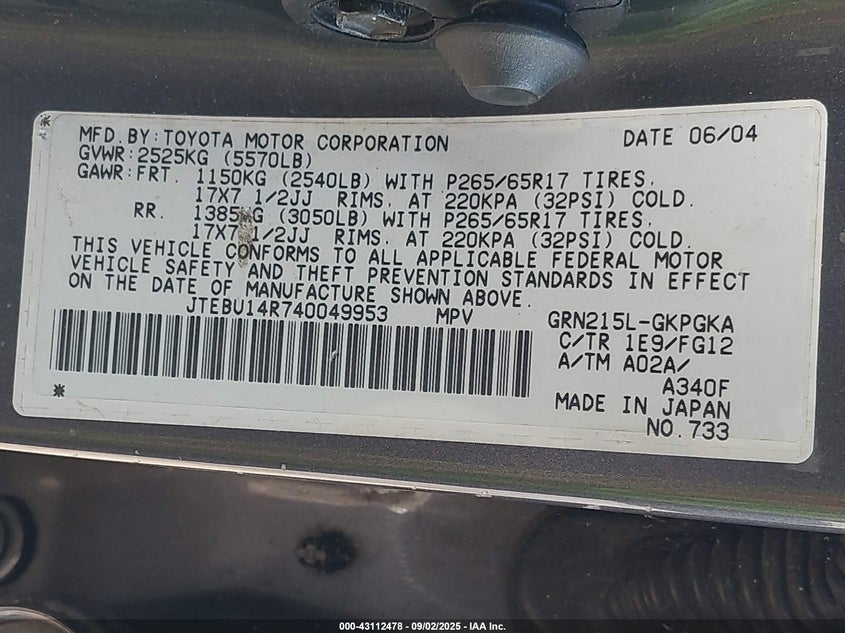 MFD. BY: TOYOTA MOTOR CORPORATION DATE 06/04
GVWR: 2525KG (5570LB)
GAWR: FRT. 1150KG (2540LB) WITH P265/65R17 TIRES,
17X7 1/2JJ RIMS, AT 220KPA (32PSI) COLD.
RR. 1385KG (3050LB) WITH P265/65R17 TIRES,
17X7 1/2JJ RIMS, AT 220KPA (32PSI) COLD.
THIS VEHICLE CONFORMS TO ALL APPLICABLE FEDERAL MOTOR
VEHICLE SAFETY AND THEFT PREVENTION STANDARDS IN EFFECT
ON THE DATE OF MANUFACTURE SHOWN ABOVE.
JTEBU14R740049953 MPV
GRN215L-GKPGKA
C/TR 1E9/FG12
A/TM A02A/
A340F
MADE IN JAPAN
NO. 733
000-43112478 - 09/02/2025 - IAA Inc.